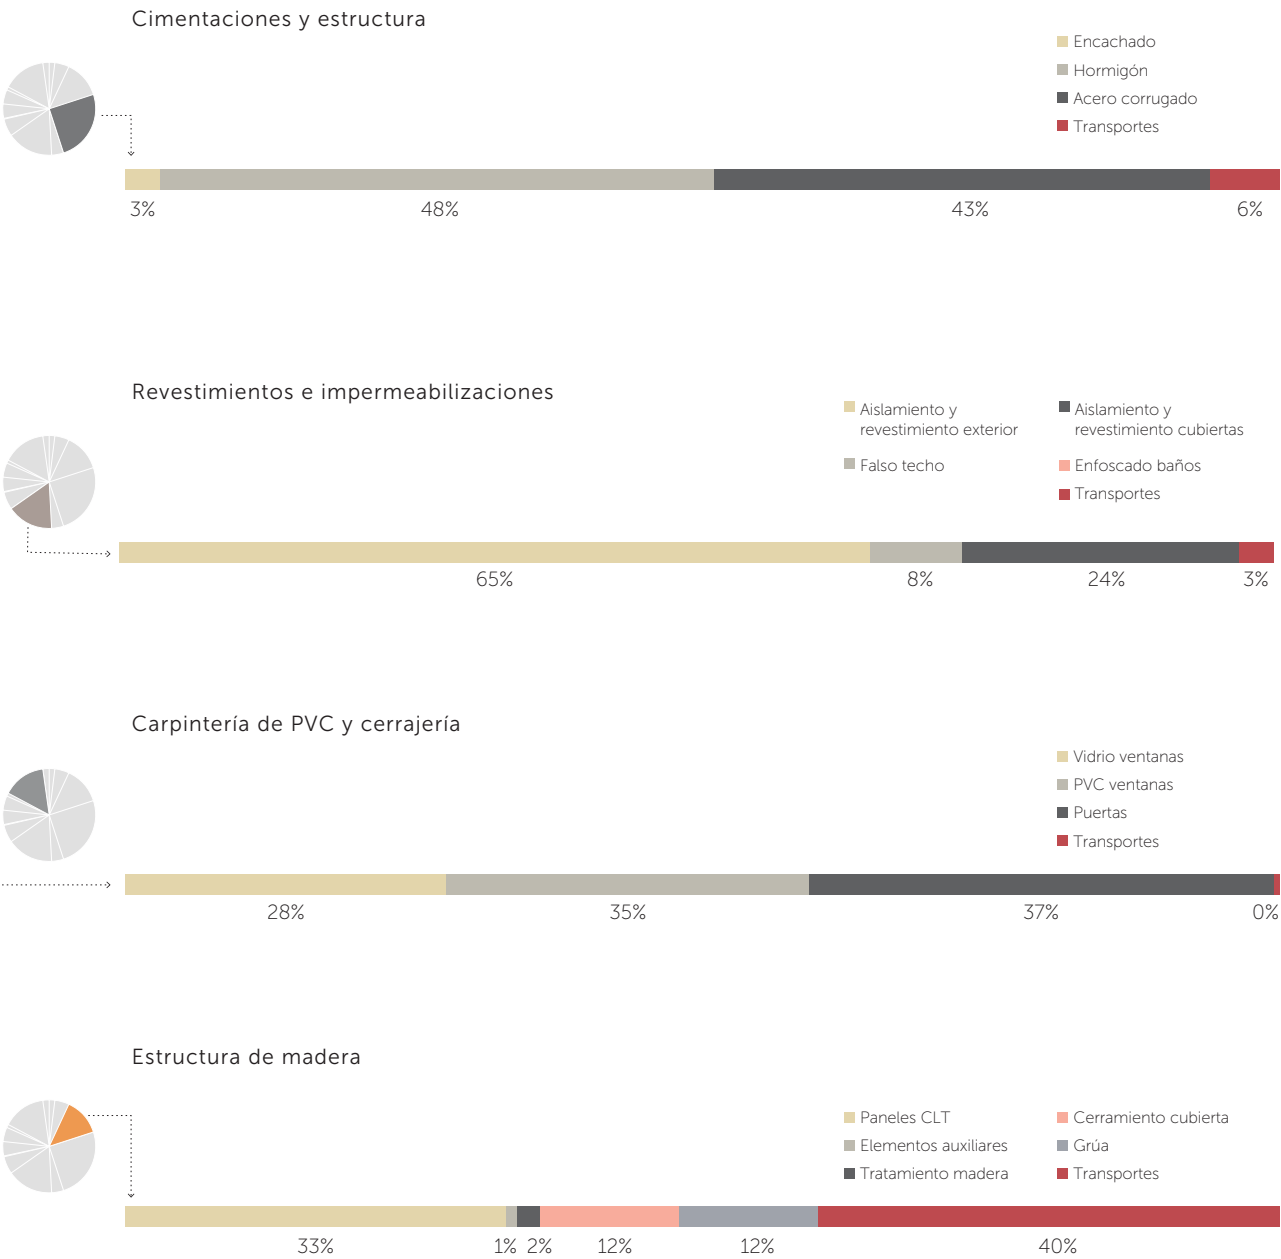 Cimentaciones y estructura
Encachado
Hormigón
Acero corrugado
Transportes
3%
48%
43%
6%
Revestimientos e impermeabilizaciones
Aislamiento y
revestimiento exterior
Falso techo
Aislamiento y
revestimiento cubiertas
Enfoscado baños
Transportes
65%
8%
24%
3%
Carpintería de PVC y cerrajería
Vidrio ventanas
PVC ventanas
Puertas
Transportes
28%
35%
37%
0%
Estructura de madera
Paneles CLT
Elementos auxiliares
Tratamiento madera
Cerramiento cubierta
Grúa
Transportes
33%
1%
2%
12%
12%
40%